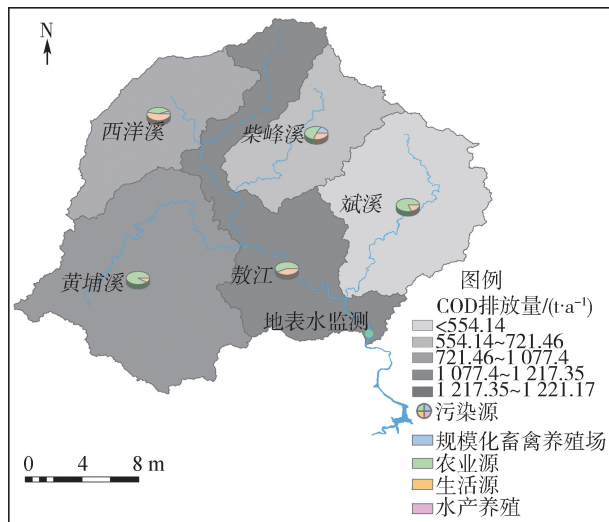 N
西洋溪
柴峰溪
斌溪
黄埔溪
敖江
地表水监测
图例
COD排放量/(t·a⁻¹)
<554.14
554.14~721.46
721.46~1 077.4
1 077.4~1 217.35
1 217.35~1 221.17
污染源
规模化畜禽养殖场
农业源
生活源
水产养殖
0 4 8 m